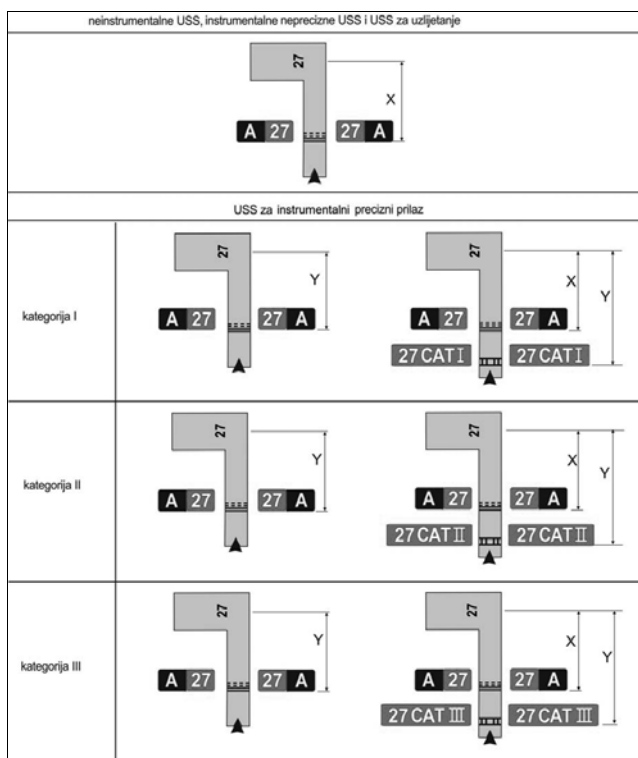 neinstrumentalne USS, instrumentalne neprecizne USS i USS za uzlijetanje
27
X
A 27 27 A
USS za instrumentalni precizni prilaz
kategorija I
27
Y
A 27 27 A
27
X
Y
A 27 27 A
27 CAT I 27 CAT I
kategorija II
27
Y
A 27 27 A
27
X
Y
A 27 27 A
27 CAT II 27 CAT II
kategorija III
27
Y
A 27 27 A
27
X
Y
A 27 27 A
27 CAT III 27 CAT III